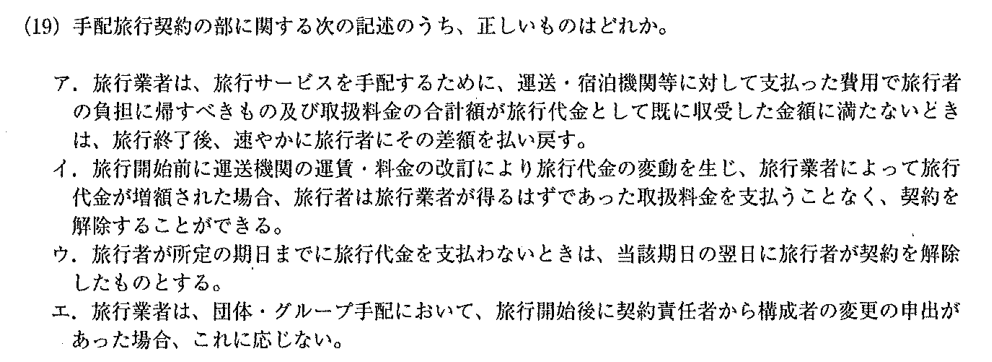 (19) 手配旅行契約の部に関する次の記述のうち、正しいものはどれか。
ア．旅行業者は、旅行サービスを手配するために、運送・宿泊機関等に対して支払った費用で旅行者
の負担に帰すべきもの及び取扱料金の合計額が旅行代金として既に収受した金額に満たないとき
は、旅行終了後、速やかに旅行者にその差額を払い戻す。
イ．旅行開始前に運送機関の運賃・料金の改訂により旅行代金の変動を生じ、旅行業者によって旅行
代金が増額された場合、旅行者は旅行業者が得るはずであった取扱料金を支払うことなく、契約を
解除することができる。
ウ．旅行者が所定の期日までに旅行代金を支払わないときは、当該期日の翌日に旅行者が契約を解除
したものとする。
エ．旅行業者は、団体・グループ手配において、旅行開始後に契約責任者から構成者の変更の申出が
あった場合、これに応じない。